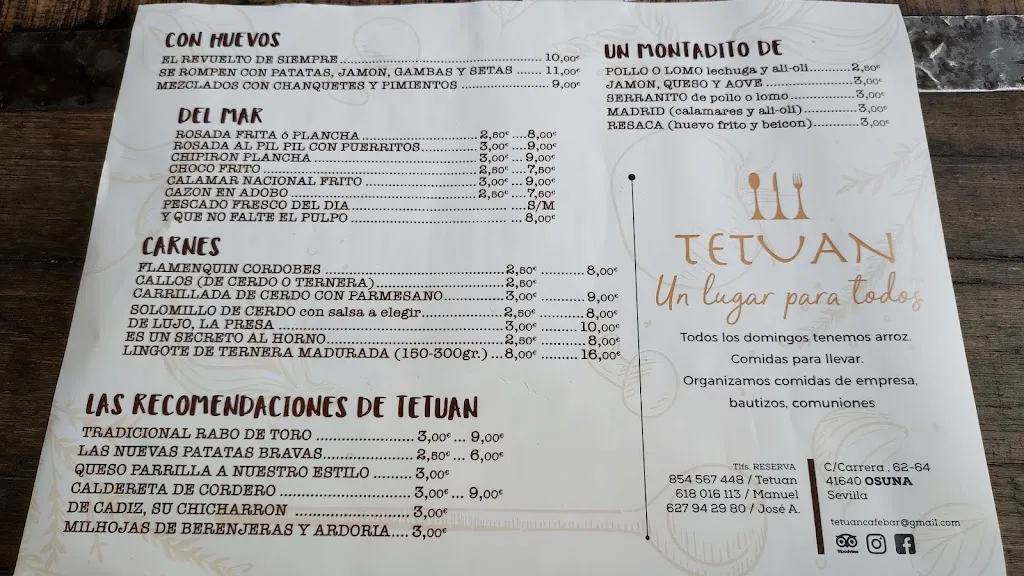 CON HUEVOS
EL REVUELTO DE SIEMPRE............................................10,00€
SE ROMPEN CON PATATAS, JAMON, GAMBAS Y SETAS .....11,00€
MEZCLADOS CON CHANQUETES Y PIMIENTOS ..................9,00€
DEL MAR
ROSADA FRITA ó PLANCHA..........................2,50€ ...8,00€
ROSADA AL PIL PIL CON PUERRITOS.............3,00€ ...9,00€
CHIPIRON PLANCHA.....................................3,00€ ...9,00€
CHOCO FRITO..............................................2,50€ ...7,50€
CALAMAR NACIONAL FRITO..........................3,00€ ...9,00€
CAZON EN ADOBO........................................2,50€ ...7,50€
PESCADO FRESCO DEL DIA....................................S/M
Y QUE NO FALTE EL PULPO...................................8,00€
CARNES
FLAMENQUIN CORDOBES...................................2,50€ ............8,00€
CALLOS (DE CERDO O TERNERA)........................2,50€
CARRILLADA DE CERDO CON PARMESANO............3,00€ ............9,00€
SOLOMILLO DE CERDO con salsa a elegir................2,50€ ............8,00€
DE LUJO, LA PRESA...........................................3,00€ ..........10,00€
ES UN SECRETO AL HORNO..................................2,50€ ............8,00€
LINGOTE DE TERNERA MADURADA (150-300gr.) ...8,00€ .........16,00€
LAS RECOMENDACIONES DE TETUAN
TRADICIONAL RABO DE TORO .....................3,00€ ... 9,00€
LAS NUEVAS PATATAS BRAVAS....................2,50€ ... 6,00€
QUESO PARRILLA A NUESTRO ESTILO .........3,00€
CALDERETA DE CORDERO ...........................3,00€ ... 9,00€
DE CADIZ, SU CHICHARRON ........................3,00€
MILHOJAS DE BERENJERAS Y ARDORIA.... 3,00€
UN MONTADITO DE
POLLO O LOMO lechuga y ali-oli............2,50€
JAMON, QUESO Y AOVE.......................3,00€
SERRANITO de pollo o lomo.................3,00€
MADRID (calamares y ali-oli)...............3,00€
RESACA (huevo frito y beicon).............3,00€
TETUAN
Un lugar para todos
Todos los domingos tenemos arroz.
Comidas para llevar.
Organizamos comidas de empresa,
bautizos, comuniones
Tlfs. RESERVA
854 567 448 / Tetuan
618 016 113 / Manuel
627 94 29 80 / José A.
C/Carrera , 62-64
41640 OSUNA
Sevilla
tetuancafebar@gmail.com
Tripadvisor